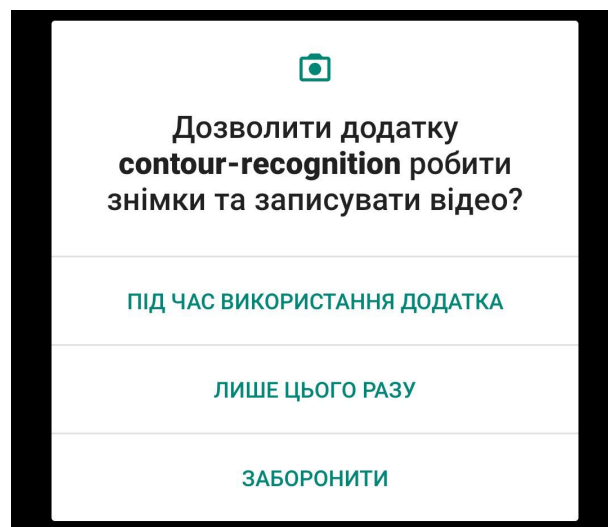 Дозволити додатку
contour-recognition робити
знімки та записувати відео?
ПІД ЧАС ВИКОРИСТАННЯ ДОДАТКА
ЛИШЕ ЦЬОГО РАЗУ
ЗАБОРОНИТИ